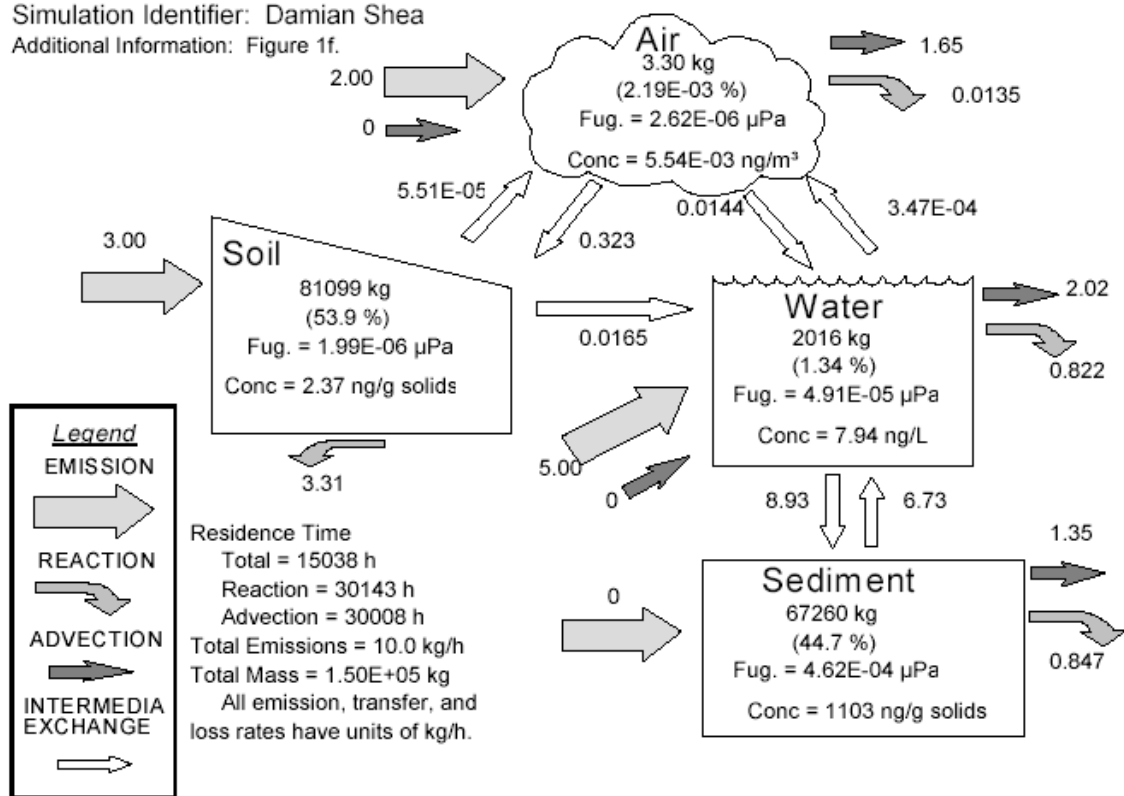 Simulation Identifier: Damian Shea
Additional Information: Figure 1f.
Air
3.30 kg
(2.19E-03 %)
Fug. = 2.62E-06 µPa
Conc = 5.54E-03 ng/m³
2.00
0
1.65
0.0135
5.51E-05
0.323
0.0144
3.47E-04
3.00
Soil
81099 kg
(53.9 %)
Fug. = 1.99E-06 µPa
Conc = 2.37 ng/g solids
3.31
0.0165
Water
2016 kg
(1.34 %)
Fug. = 4.91E-05 µPa
Conc = 7.94 ng/L
2.02
0.822
5.00
0
8.93
6.73
Legend
EMISSION
REACTION
ADVECTION
INTERMEDIA
EXCHANGE
Residence Time
Total = 15038 h
Reaction = 30143 h
Advection = 30008 h
Total Emissions = 10.0 kg/h
Total Mass = 1.50E+05 kg
All emission, transfer, and
loss rates have units of kg/h.
0
Sediment
67260 kg
(44.7 %)
Fug. = 4.62E-04 µPa
Conc = 1103 ng/g solids
1.35
0.847